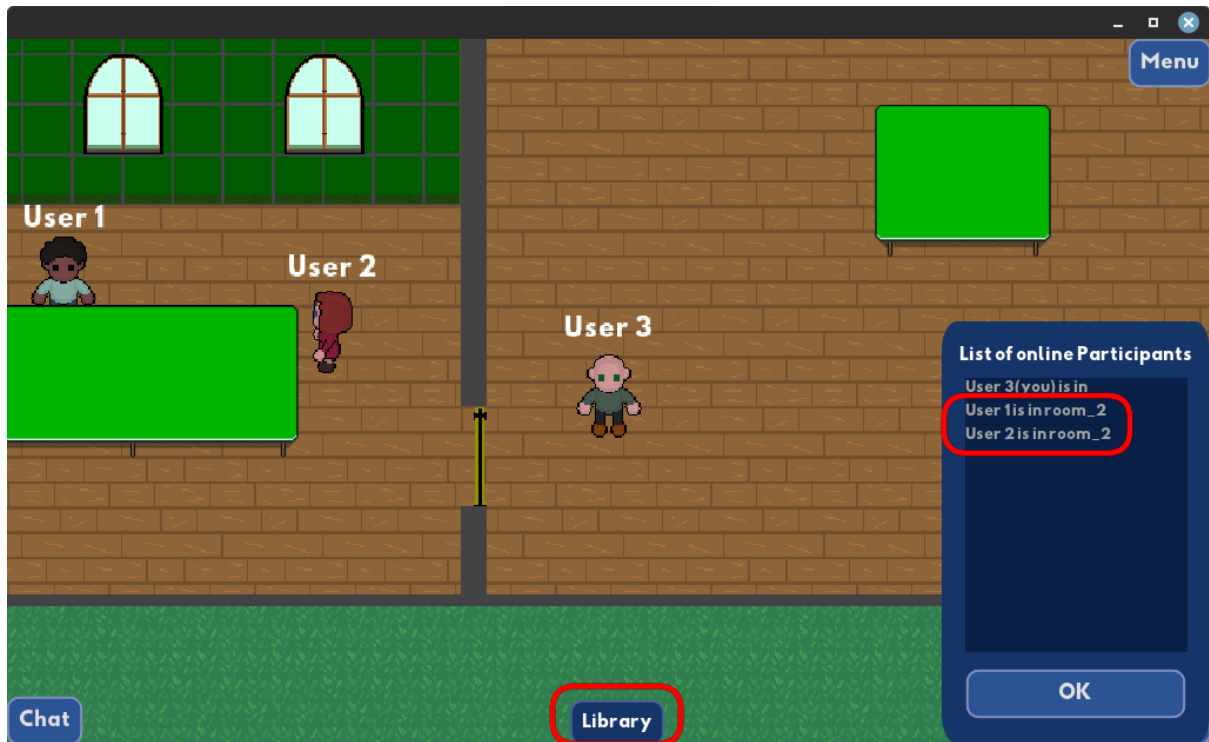 Menu
User 1
User 2
User 3
List of online Participants
User 3(you) is in
User 1 is in room_2
User 2 is in room_2
OK
Chat
Library